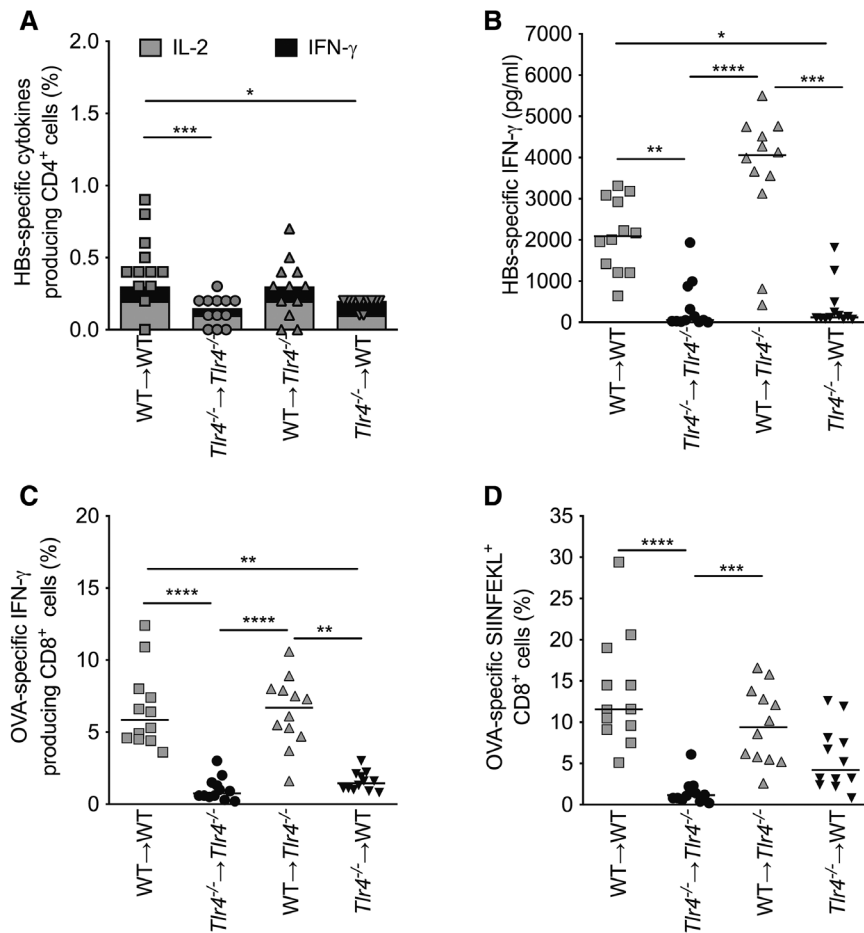 A
HBs-specific cytokines
producing CD4⁺ cells (%)
2.0
1.5
1.0
0.5
0.0
IL-2
IFN-γ
*
***
WT→WT
Tlr4⁻/⁻→Tlr4⁻/⁻
WT→Tlr4⁻/⁻
Tlr4⁻/⁻→WT
B
HBs-specific IFN-γ (pg/ml)
7000
6000
5000
4000
3000
2000
1000
0
*
****
***
**
WT→WT
Tlr4⁻/⁻→Tlr4⁻/⁻
WT→Tlr4⁻/⁻
Tlr4⁻/⁻→WT
C
OVA-specific IFN-γ
producing CD8⁺ cells (%)
20
15
10
5
0
**
****
****
**
WT→WT
Tlr4⁻/⁻→Tlr4⁻/⁻
WT→Tlr4⁻/⁻
Tlr4⁻/⁻→WT
D
OVA-specific SIINFEKL⁺
CD8⁺ cells (%)
35
30
25
20
15
10
5
0
****
***
WT→WT
Tlr4⁻/⁻→Tlr4⁻/⁻
WT→Tlr4⁻/⁻
Tlr4⁻/⁻→WT